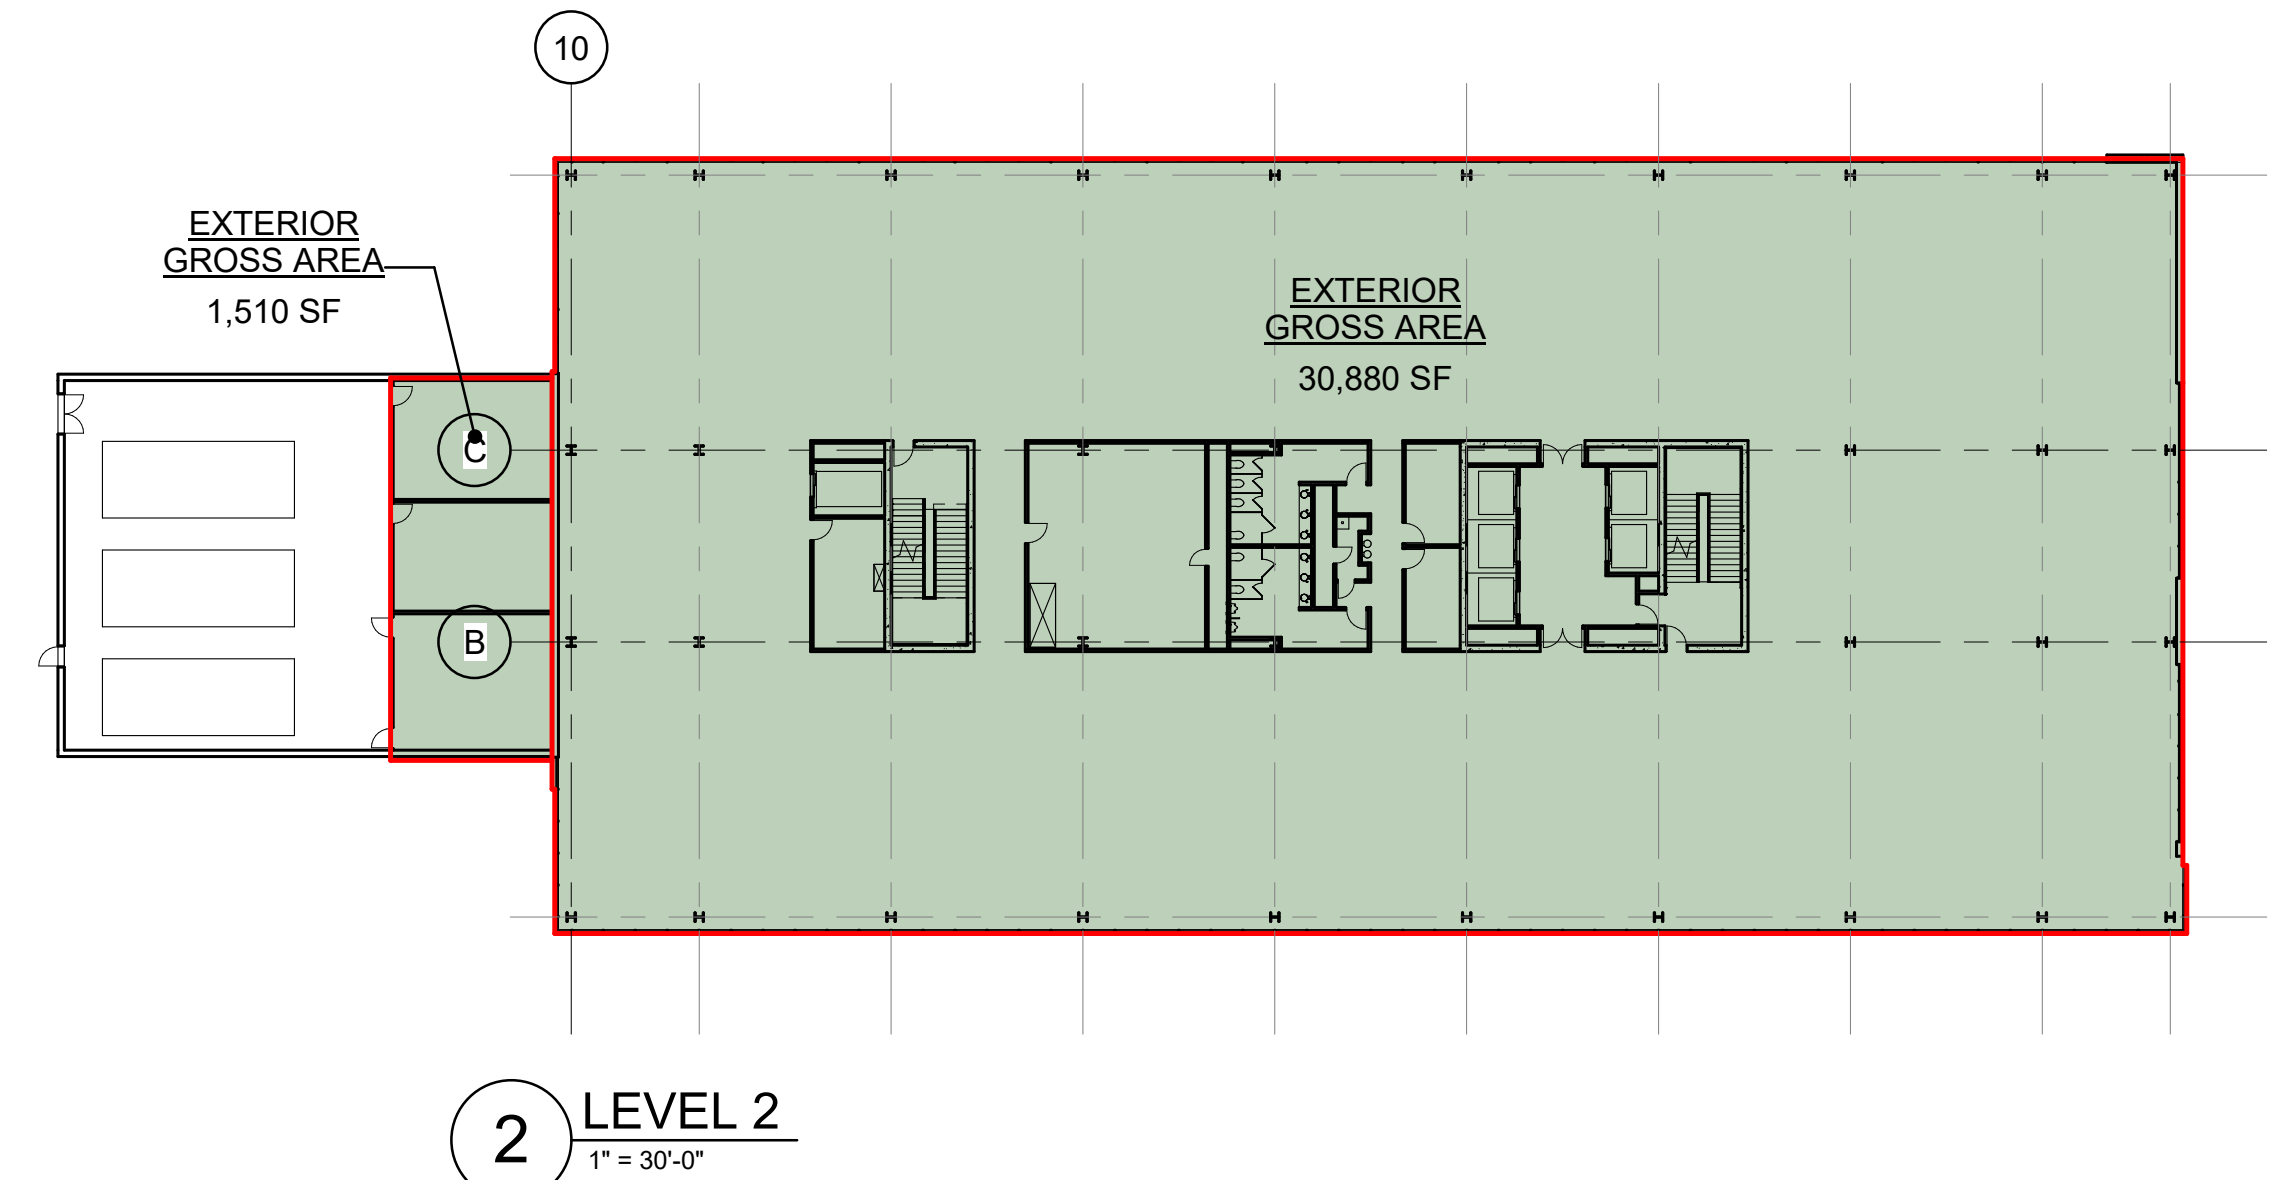 10
EXTERIOR
GROSS AREA
1,510 SF
EXTERIOR
GROSS AREA
30,880 SF
C
B
2
LEVEL 2
1" = 30'-0"